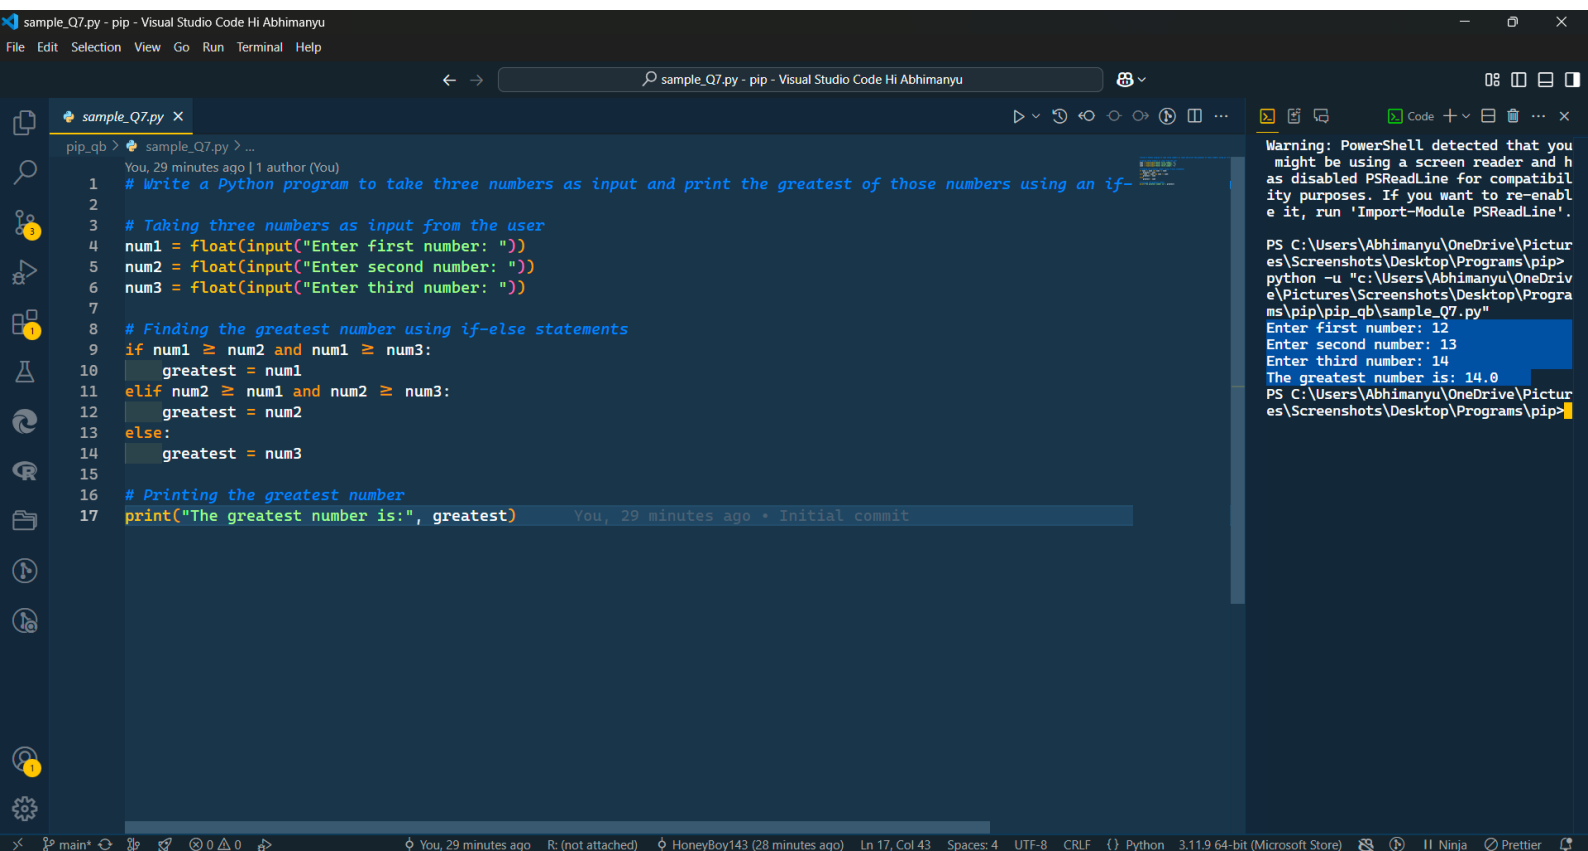 sample_Q7.py - pip - Visual Studio Code Hi Abhimanyu
File Edit Selection View Go Run Terminal Help
sample_Q7.py - pip - Visual Studio Code Hi Abhimanyu
sample_Q7.py
pip_qb > sample_Q7.py > ...
You, 29 minutes ago | 1 author (You)
1 # Write a Python program to take three numbers as input and print the greatest of those numbers using an if-
2
3 # Taking three numbers as input from the user
4 num1 = float(input("Enter first number: "))
5 num2 = float(input("Enter second number: "))
6 num3 = float(input("Enter third number: "))
7
8 # Finding the greatest number using if-else statements
9 if num1 ≥ num2 and num1 ≥ num3:
10 greatest = num1
11 elif num2 ≥ num1 and num2 ≥ num3:
12 greatest = num2
13 else:
14 greatest = num3
15
16 # Printing the greatest number
17 print("The greatest number is:", greatest) You, 29 minutes ago • Initial commit
Code
Warning: PowerShell detected that you
might be using a screen reader and h
as disabled PSReadLine for compatibil
ity purposes. If you want to re-enabl
e it, run 'Import-Module PSReadLine'.
PS C:\Users\Abhimanyu\OneDrive\Pictur
es\Screenshots\Desktop\Programs\pip>
python -u "c:\Users\Abhimanyu\OneDriv
e\Pictures\Screenshots\Desktop\Progra
ms\pip\pip_qb\sample_Q7.py"
Enter first number: 12
Enter second number: 13
Enter third number: 14
The greatest number is: 14.0
PS C:\Users\Abhimanyu\OneDrive\Pictur
es\Screenshots\Desktop\Programs\pip>
3
1
1
main* 0 0 You, 29 minutes ago R: (not attached) HoneyBoy143 (28 minutes ago) Ln 17, Col 43 Spaces: 4 UTF-8 CRLF {} Python 3.11.9 64-bit (Microsoft Store) Ninja Prettier